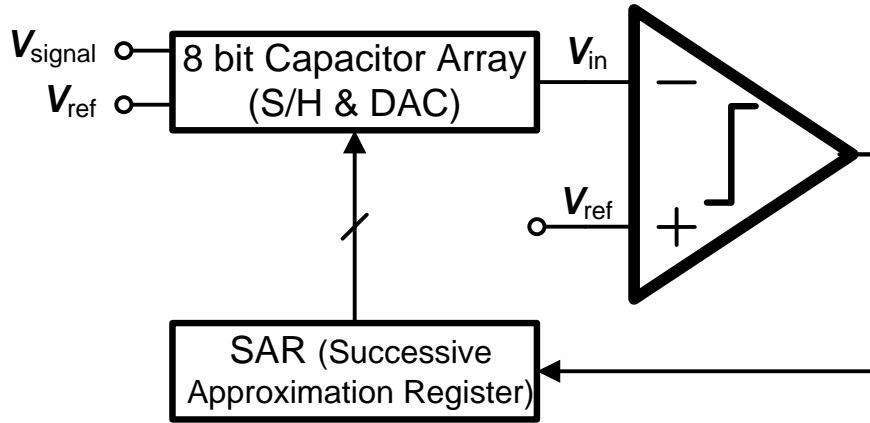 Vsignal
Vref
8 bit Capacitor Array
(S/H & DAC)
Vin
−
Vref
+
SAR (Successive
Approximation Register)